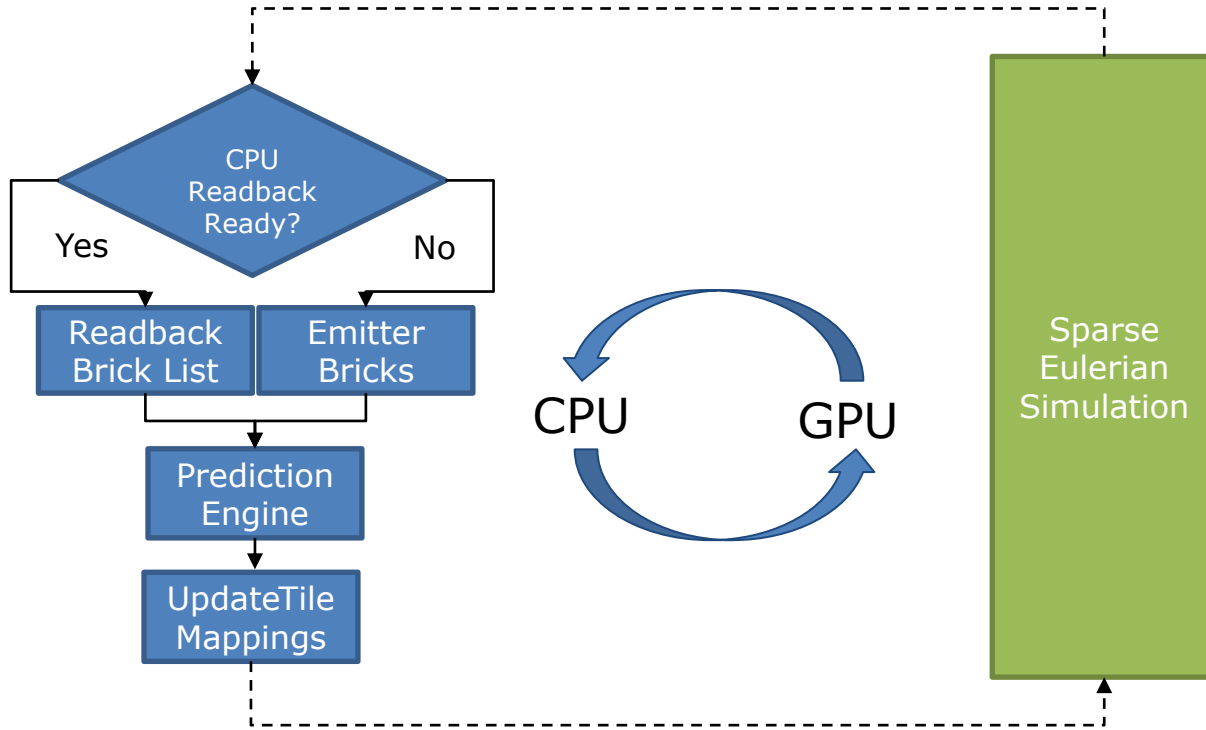 CPU
Readback
Ready?
Yes
No
Readback
Brick List
Emitter
Bricks
Prediction
Engine
UpdateTile
Mappings
CPU
GPU
Sparse
Eulerian
Simulation